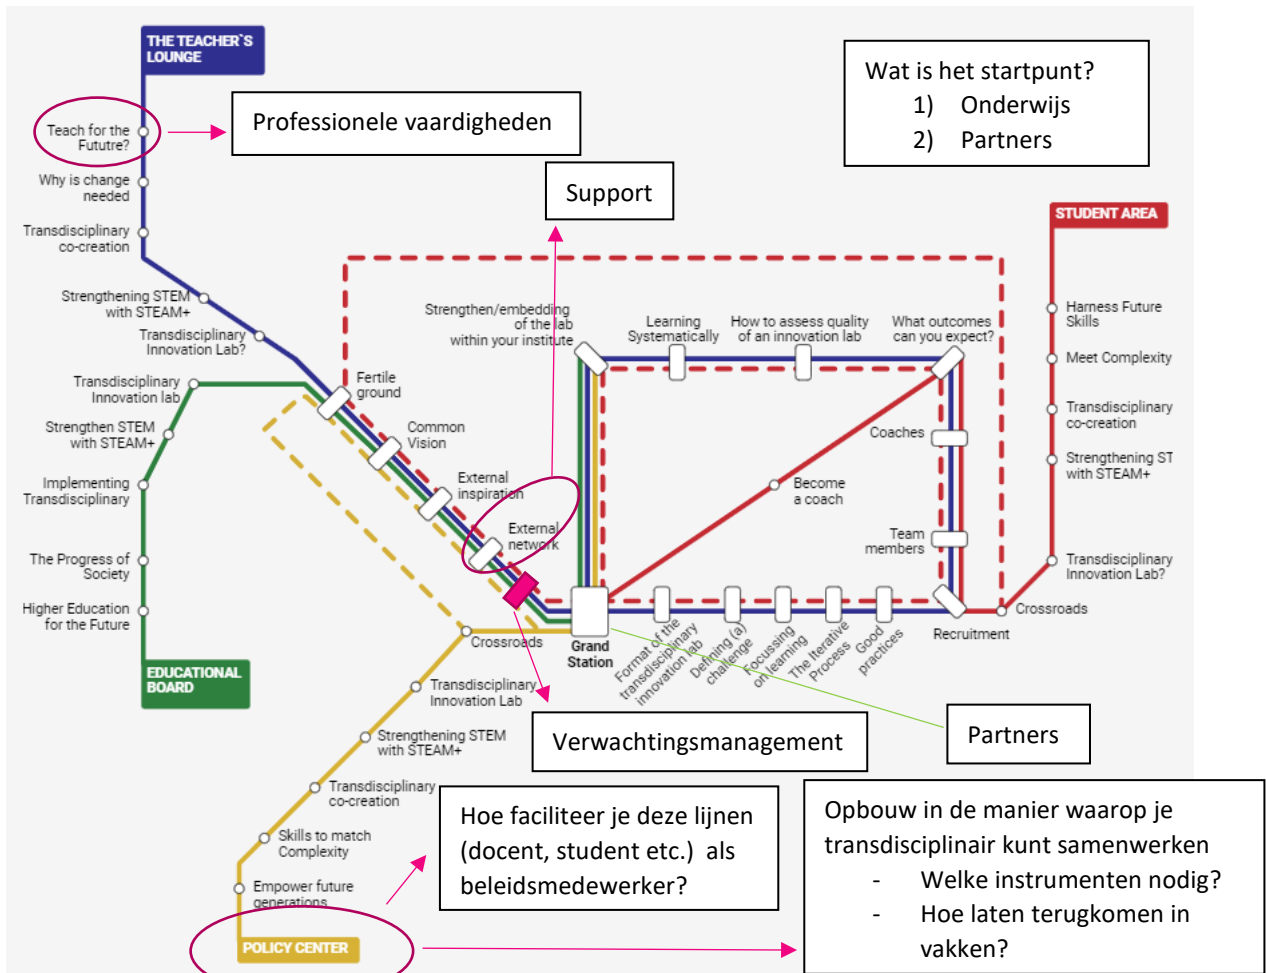 THE TEACHER`S
LOUNGE
Teach for the
Fututre?
Why is change
needed
Transdisciplinary
co-creation
Strengthening STEM
with STEAM+
Transdisciplinary
Innovation Lab?
Professionele vaardigheden
Support
Wat is het startpunt?
1) Onderwijs
2) Partners
STUDENT AREA
Harness Future
Skills
Meet Complexity
Transdisciplinary
co-creation
Strengthening ST
with STEAM+
Transdisciplinary
Innovation Lab?
Crossroads
Strengthen/embedding
of the lab
within your institute
Learning
Systematically
How to assess quality
of an innovation lab
What outcomes
can you expect?
Coaches
Become
a coach
Team
members
Recruitment
Transdisciplinary
Innovation lab
Strengthen STEM
with STEAM+
Implementing
Transdisciplinary
The Progress of
Society
Higher Education
for the Future
EDUCATIONAL
BOARD
Fertile
ground
Common
Vision
External
inspiration
External
network
Crossroads
Grand
Station
Format of the
transdisciplinary
innovation lab
Defining (a)
challenge
Focussing
on learning
The Iterative
Process
Good
practices
Transdisciplinary
Innovation Lab
Strengthening STEM
with STEAM+
Transdisciplinary
co-creation
Skills to match
Complexity
Empower future
generations
POLICY CENTER
Verwachtingsmanagement
Partners
Hoe faciliteer je deze lijnen
(docent, student etc.) als
beleidsmedewerker?
Opbouw in de manier waarop je
transdisciplinair kunt samenwerken
- Welke instrumenten nodig?
- Hoe laten terugkomen in
vakken?